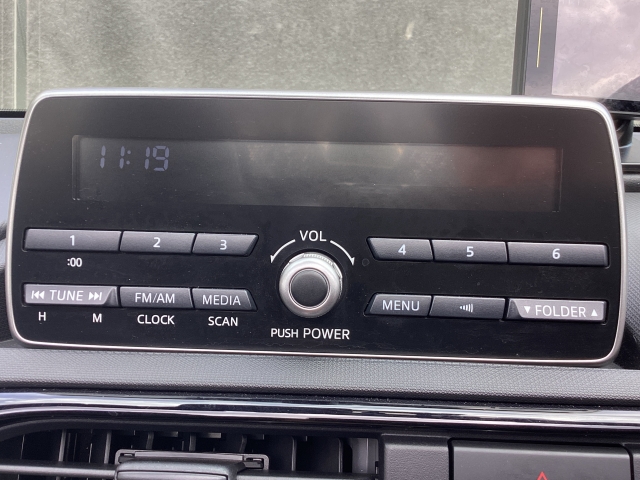 11:19
VOL
1 2 3 4 5 6
:00
⏮ TUNE ⏭ FM/AM MEDIA MENU ▼ FOLDER ▲
H M CLOCK SCAN PUSH POWER